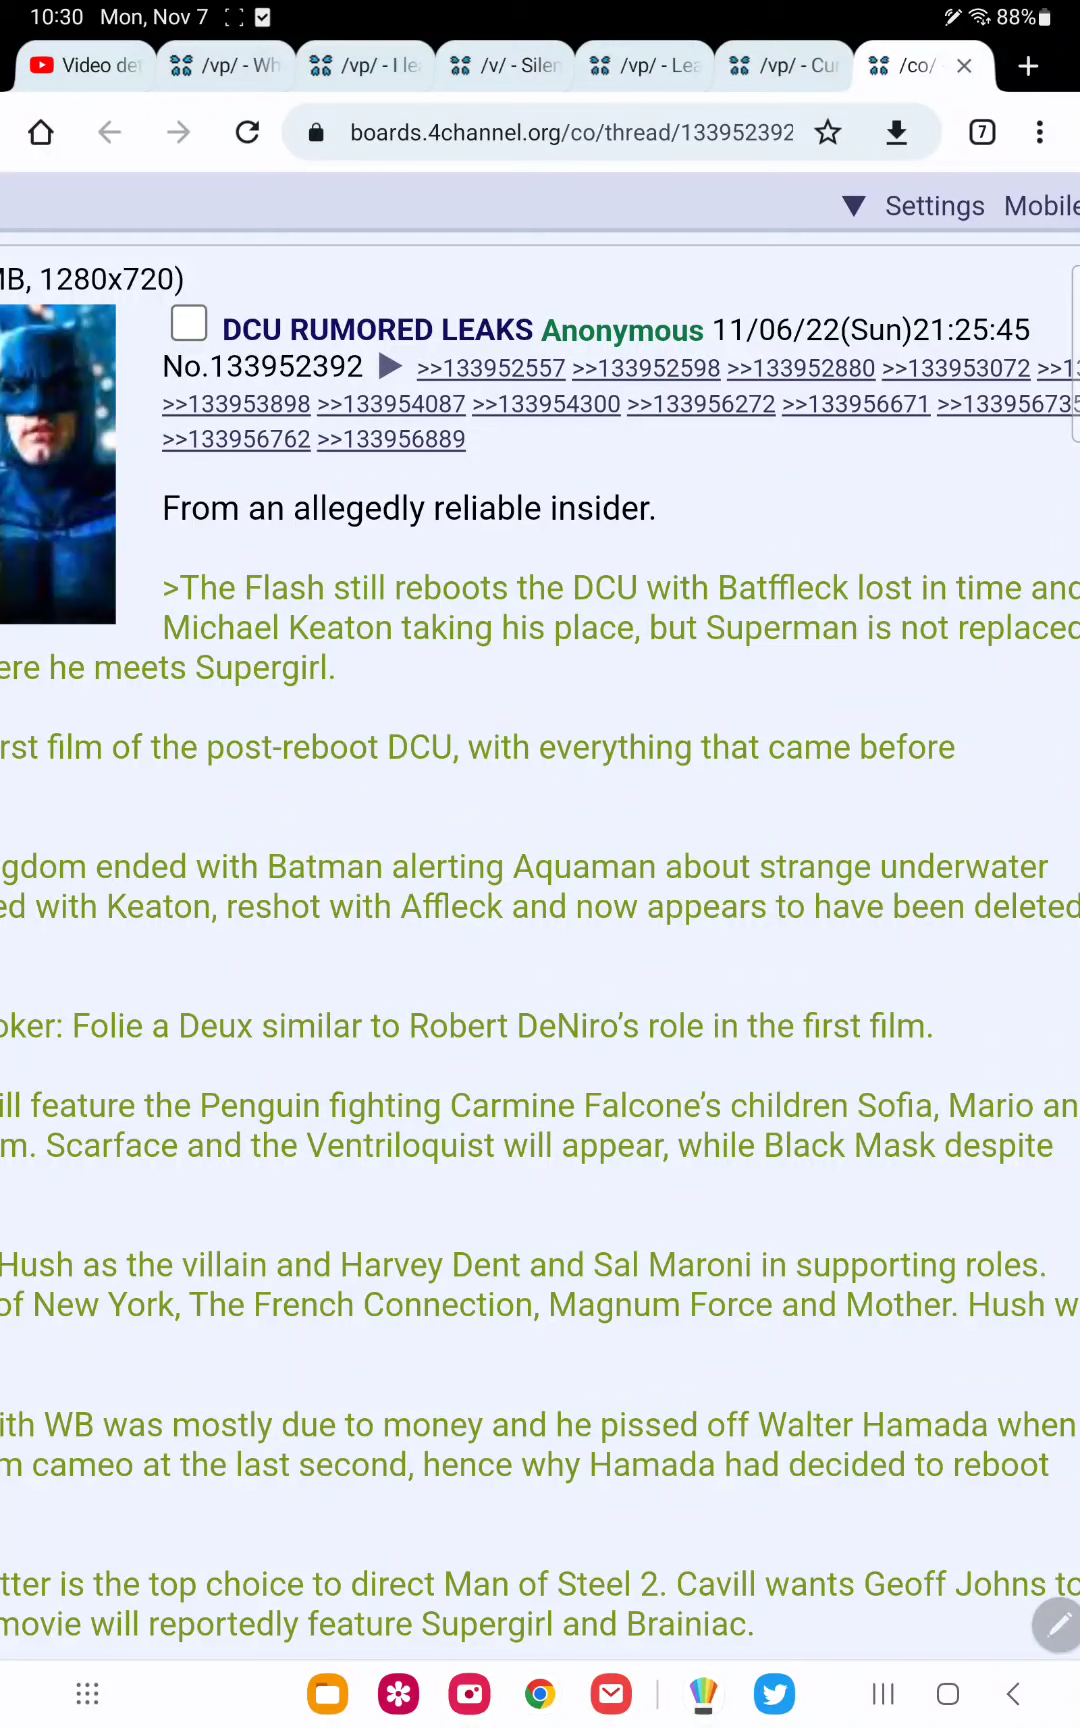 10:30 Mon, Nov 7 88%
Video det /vp/ - Wh /vp/ - I lea /v/ - Silen /vp/ - Lea /vp/ - Cur /co/
boards.4channel.org/co/thread/133952392 7
▼ Settings Mobile
MB, 1280x720)
DCU RUMORED LEAKS Anonymous 11/06/22(Sun)21:25:45
No.133952392 ▶ >>133952557 >>133952598 >>133952880 >>133953072 >>13
>>133953898 >>133954087 >>133954300 >>133956272 >>133956671 >>133956735
>>133956762 >>133956889
From an allegedly reliable insider.
>The Flash still reboots the DCU with Batffleck lost in time and
Michael Keaton taking his place, but Superman is not replaced
ere he meets Supergirl.
rst film of the post-reboot DCU, with everything that came before
gdom ended with Batman alerting Aquaman about strange underwater
ed with Keaton, reshot with Affleck and now appears to have been deleted
oker: Folie a Deux similar to Robert DeNiro’s role in the first film.
ill feature the Penguin fighting Carmine Falcone’s children Sofia, Mario an
m. Scarface and the Ventriloquist will appear, while Black Mask despite
Hush as the villain and Harvey Dent and Sal Maroni in supporting roles.
of New York, The French Connection, Magnum Force and Mother. Hush w
ith WB was mostly due to money and he pissed off Walter Hamada when
m cameo at the last second, hence why Hamada had decided to reboot
tter is the top choice to direct Man of Steel 2. Cavill wants Geoff Johns to
movie will reportedly feature Supergirl and Brainiac.